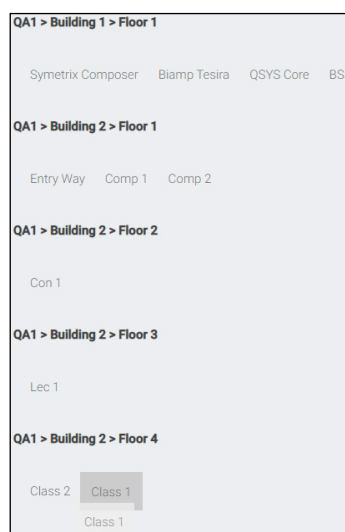 QA1 > Building 1 > Floor 1
Symetrix Composer Biamp Tesira QSYS Core BS
QA1 > Building 2 > Floor 1
Entry Way Comp 1 Comp 2
QA1 > Building 2 > Floor 2
Con 1
QA1 > Building 2 > Floor 3
Lec 1
QA1 > Building 2 > Floor 4
Class 2 Class 1
Class 1